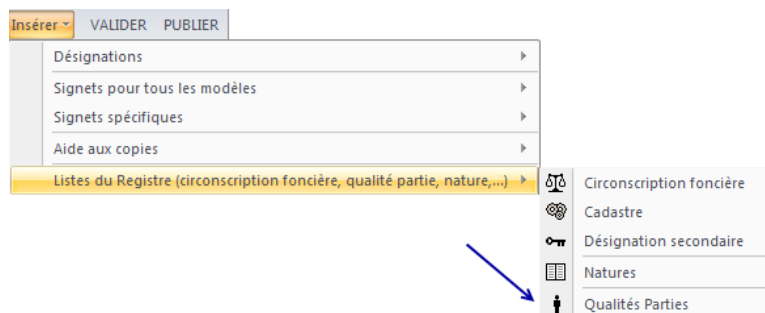 Insérer VALIDER PUBLIER
Désignations
Signets pour tous les modèles
Signets spécifiques
Aide aux copies
Listes du Registre (circonscription foncière, qualité partie, nature,...)
Circonscription foncière
Cadastre
Désignation secondaire
Natures
Qualités Parties